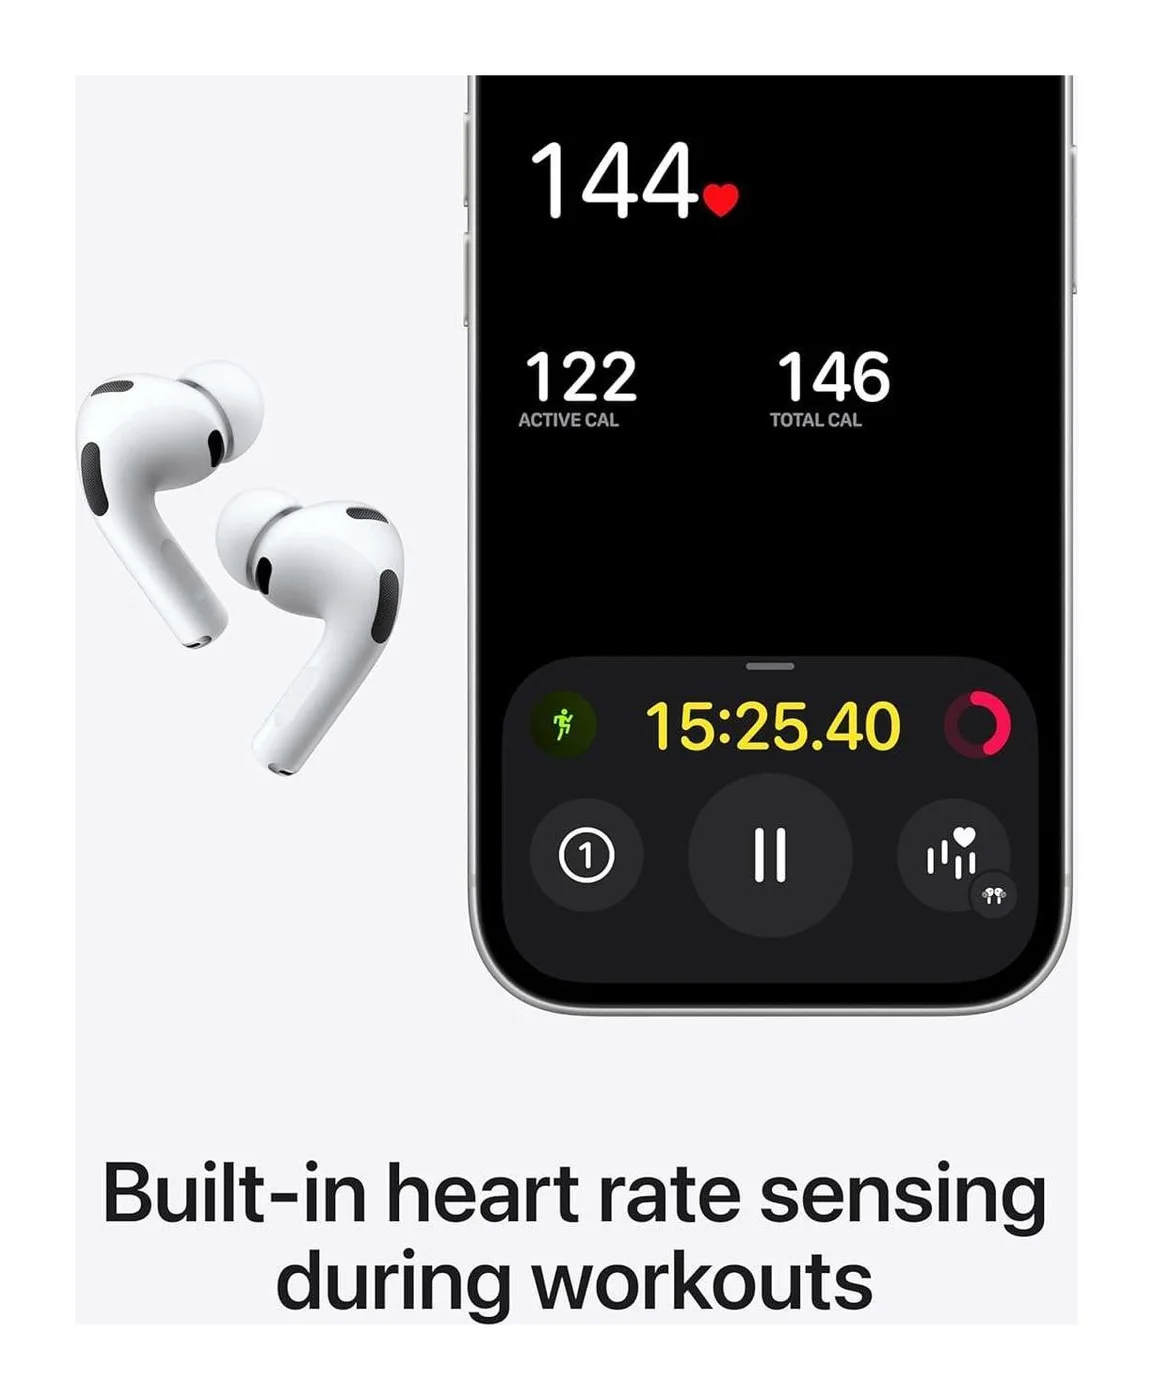 144
122 146
ACTIVE CAL TOTAL CAL
15:25.40
1
Built-in heart rate sensing
during workouts